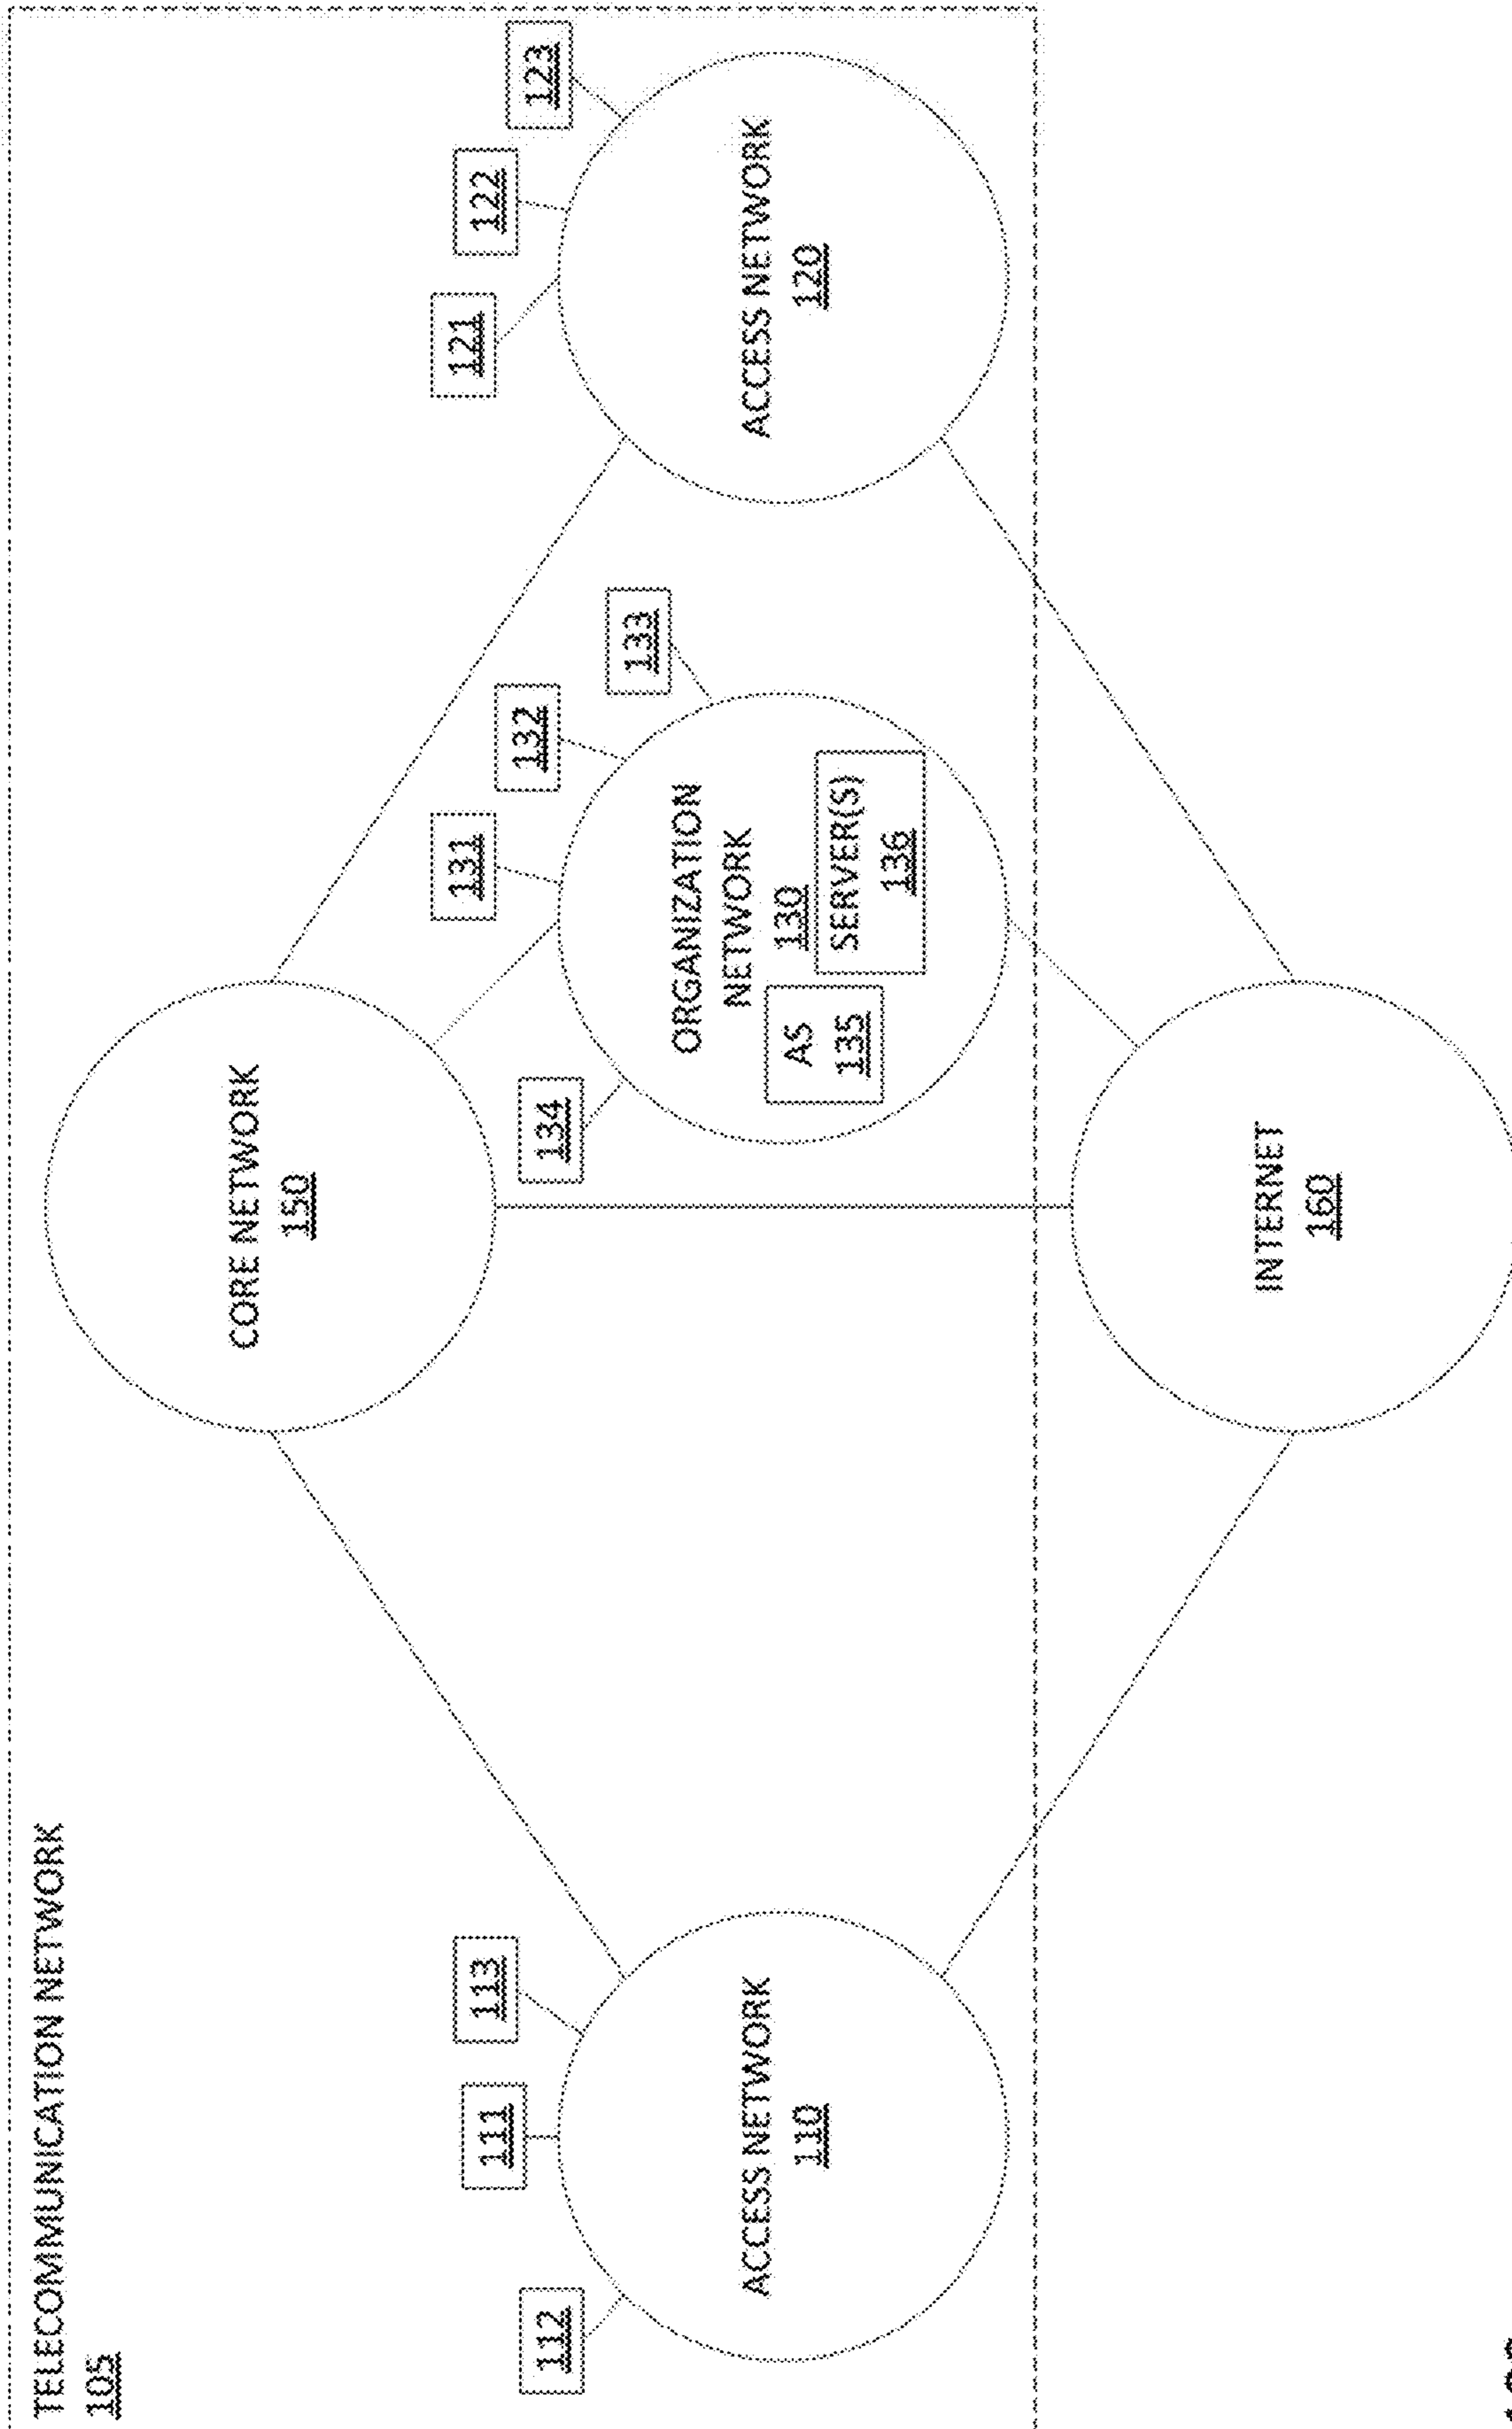 TELECOMMUNICATION NETWORK
105
CORE NETWORK
150
112
111
113
134
131
132
133
121
122
123
ACCESS NETWORK
110
ORGANIZATION
NETWORK
130
AS
135
SERVER(S)
136
ACCESS NETWORK
120
INTERNET
160